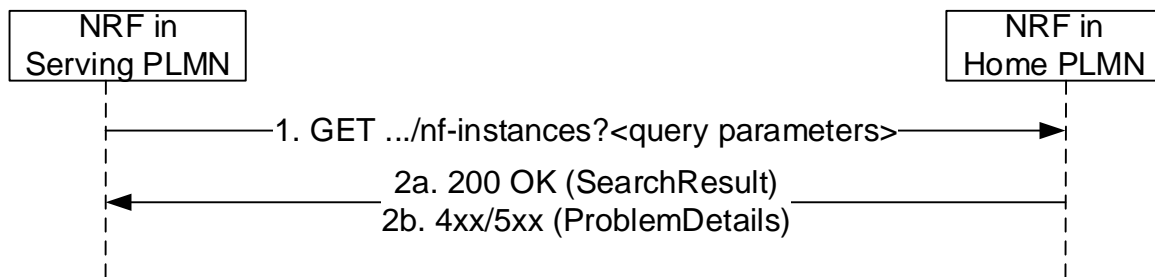 NRF in
Serving PLMN
NRF in
Home PLMN
1. GET .../nf-instances?<query parameters>
2a. 200 OK (SearchResult)
2b. 4xx/5xx (ProblemDetails)